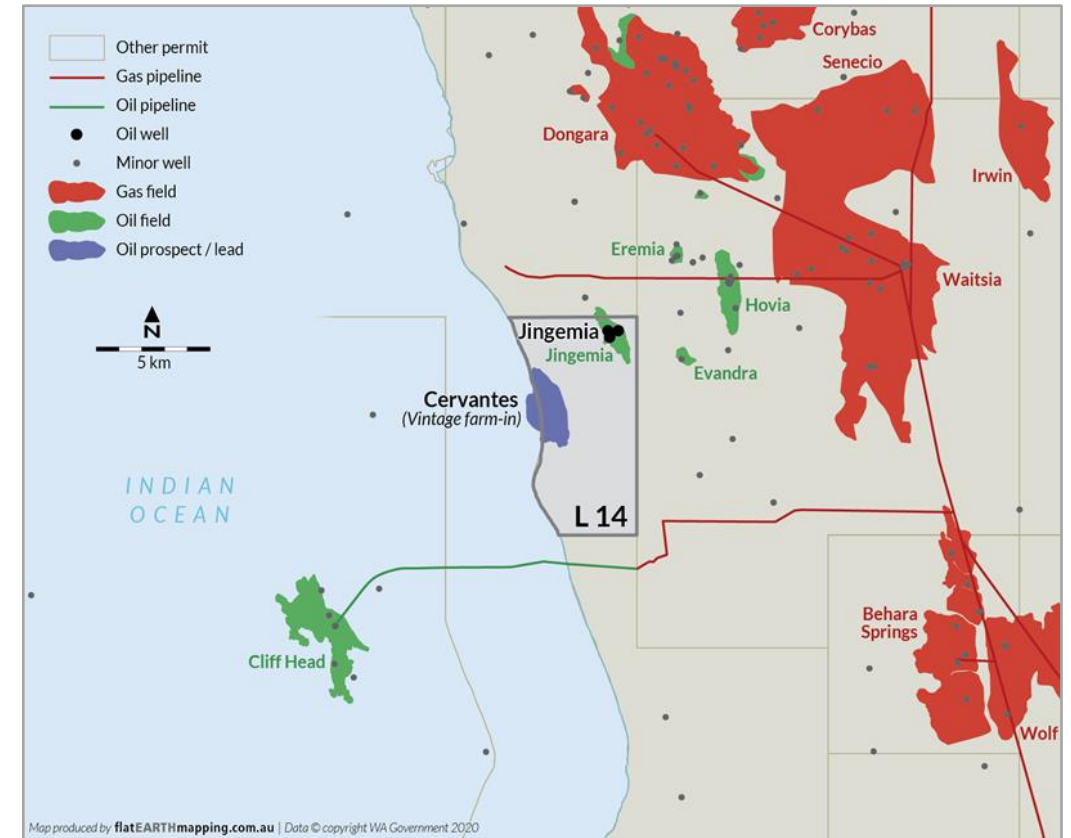 Other permit
Gas pipeline
Oil pipeline
Oil well
Minor well
Gas field
Oil field
Oil prospect / lead
N
5 km
Corybas
Senecio
Dongara
Irwin
Eremia
Waitsia
Hovia
Jingemia
Jingemia
Evandra
Cervantes
(Vintage farm-in)
INDIAN
OCEAN
L 14
Behara
Springs
Cliff Head
Wolf
Map produced by flatEARTHmapping.com.au | Data © copyright WA Government 2020